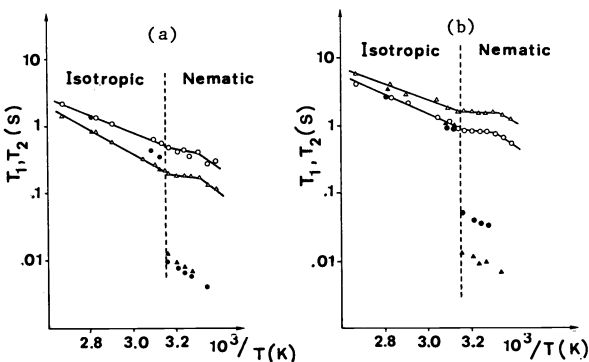 (a)
10
Isotropic Nematic
T₁, T₂ (s)
1
.1
.01
2.8 3.0 3.2 10³/T(K)
(b)
10
Isotropic Nematic
T₁, T₂ (s)
1
.1
.01
2.8 3.0 3.2 10³/T(K)